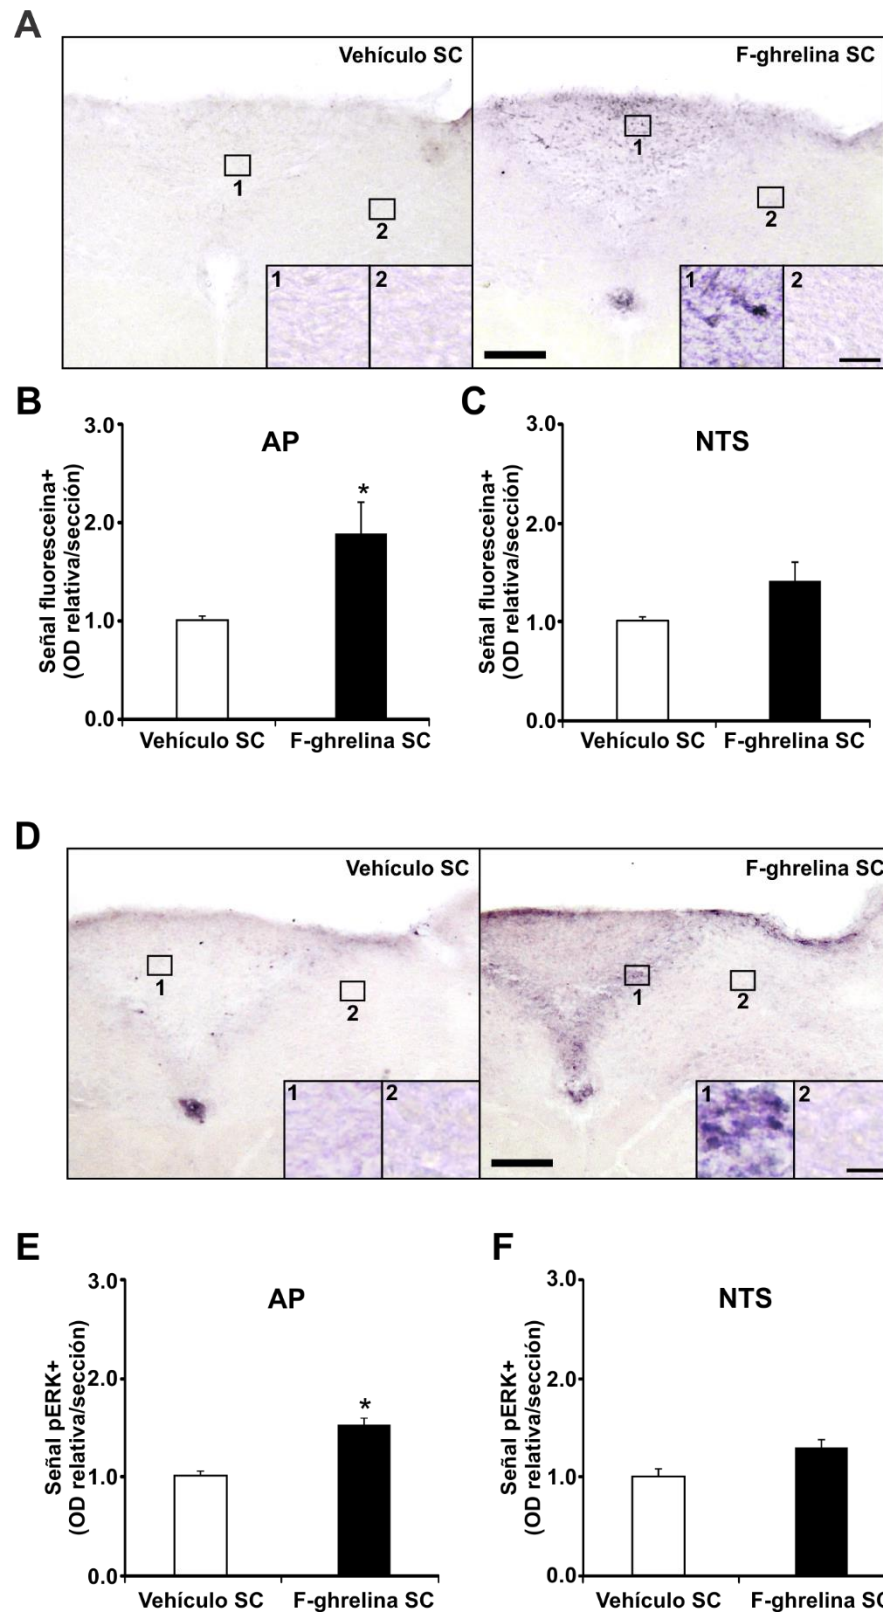 A
Vehículo SC
F-ghrelina SC
1
2
1
2
1
2
1
2
B
AP
Señal fluoresceina+
(OD relativa/sección)
3.0
2.0
1.0
0.0
*
Vehículo SC
F-ghrelina SC
C
NTS
Señal fluoresceina+
(OD relativa/sección)
3.0
2.0
1.0
0.0
Vehículo SC
F-ghrelina SC
D
Vehículo SC
F-ghrelina SC
1
2
1
2
1
2
1
2
E
AP
Señal pERK+
(OD relativa/sección)
3.0
2.0
1.0
0.0
*
Vehículo SC
F-ghrelina SC
F
NTS
Señal pERK+
(OD relativa/sección)
3.0
2.0
1.0
0.0
Vehículo SC
F-ghrelina SC